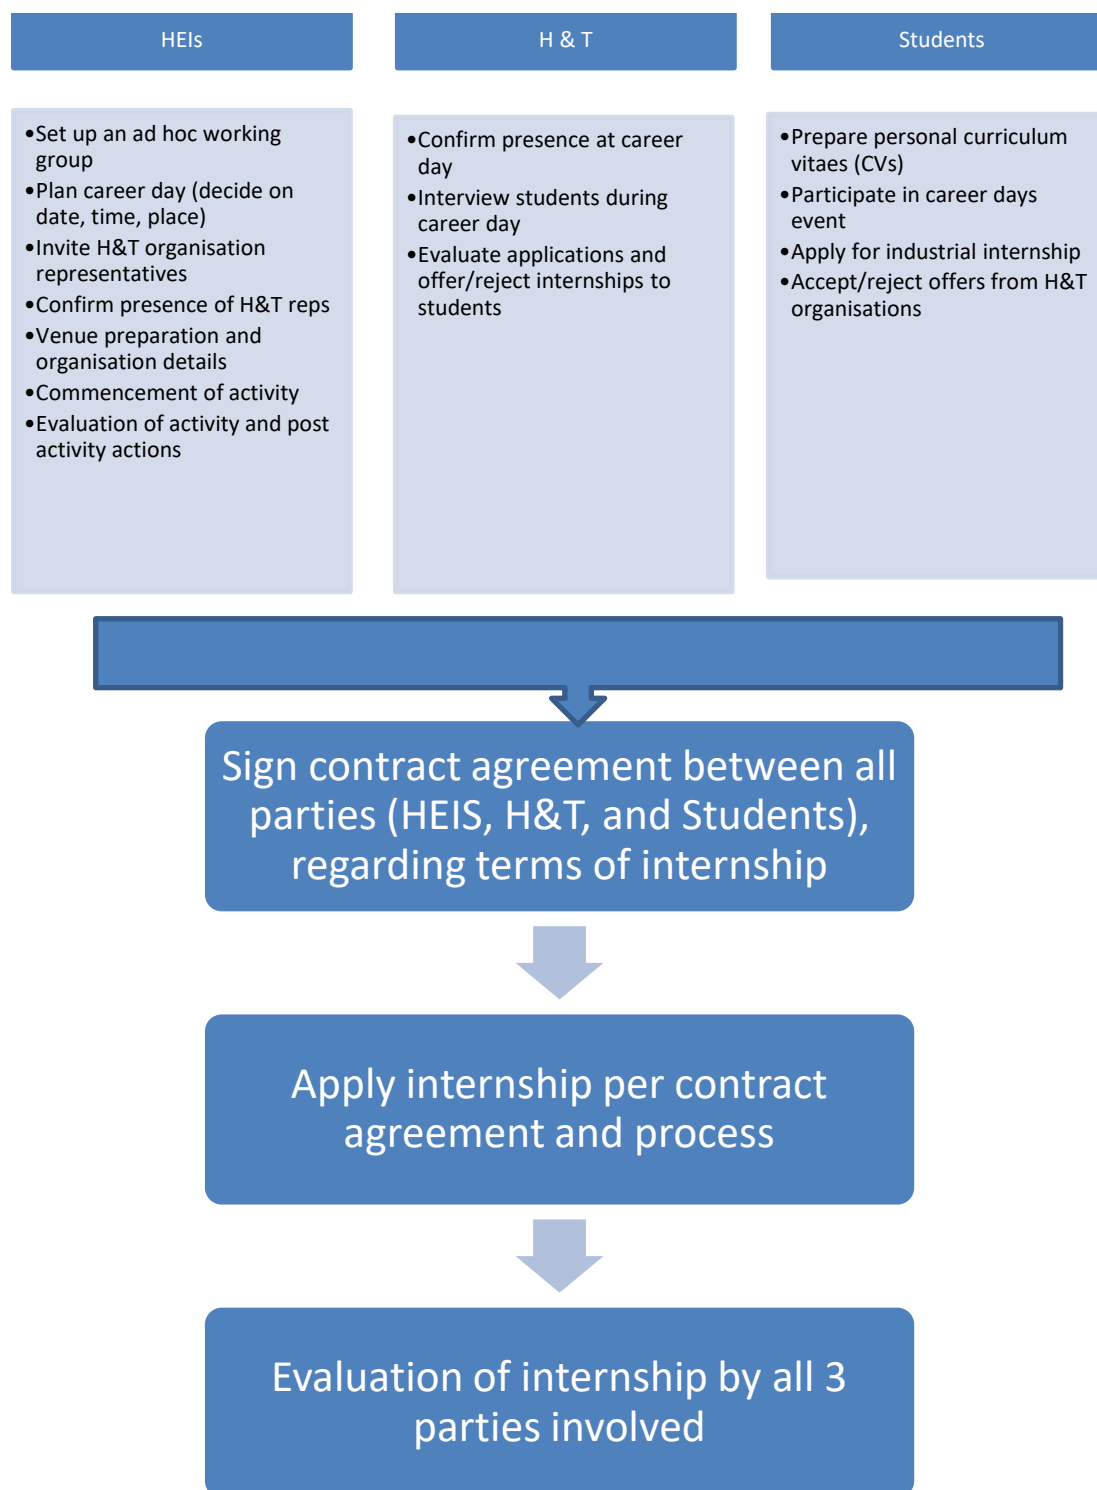 HEIs
H & T
Students
•Set up an ad hoc working
group
•Plan career day (decide on
date, time, place)
•Invite H&T organisation
representatives
•Confirm presence of H&T reps
•Venue preparation and
organisation details
•Commencement of activity
•Evaluation of activity and post
activity actions
•Confirm presence at career
day
•Interview students during
career day
•Evaluate applications and
offer/reject internships to
students
•Prepare personal curriculum
vitaes (CVs)
•Participate in career days
event
•Apply for industrial internship
•Accept/reject offers from H&T
organisations
Sign contract agreement between all
parties (HEIS, H&T, and Students),
regarding terms of internship
Apply internship per contract
agreement and process
Evaluation of internship by all 3
parties involved